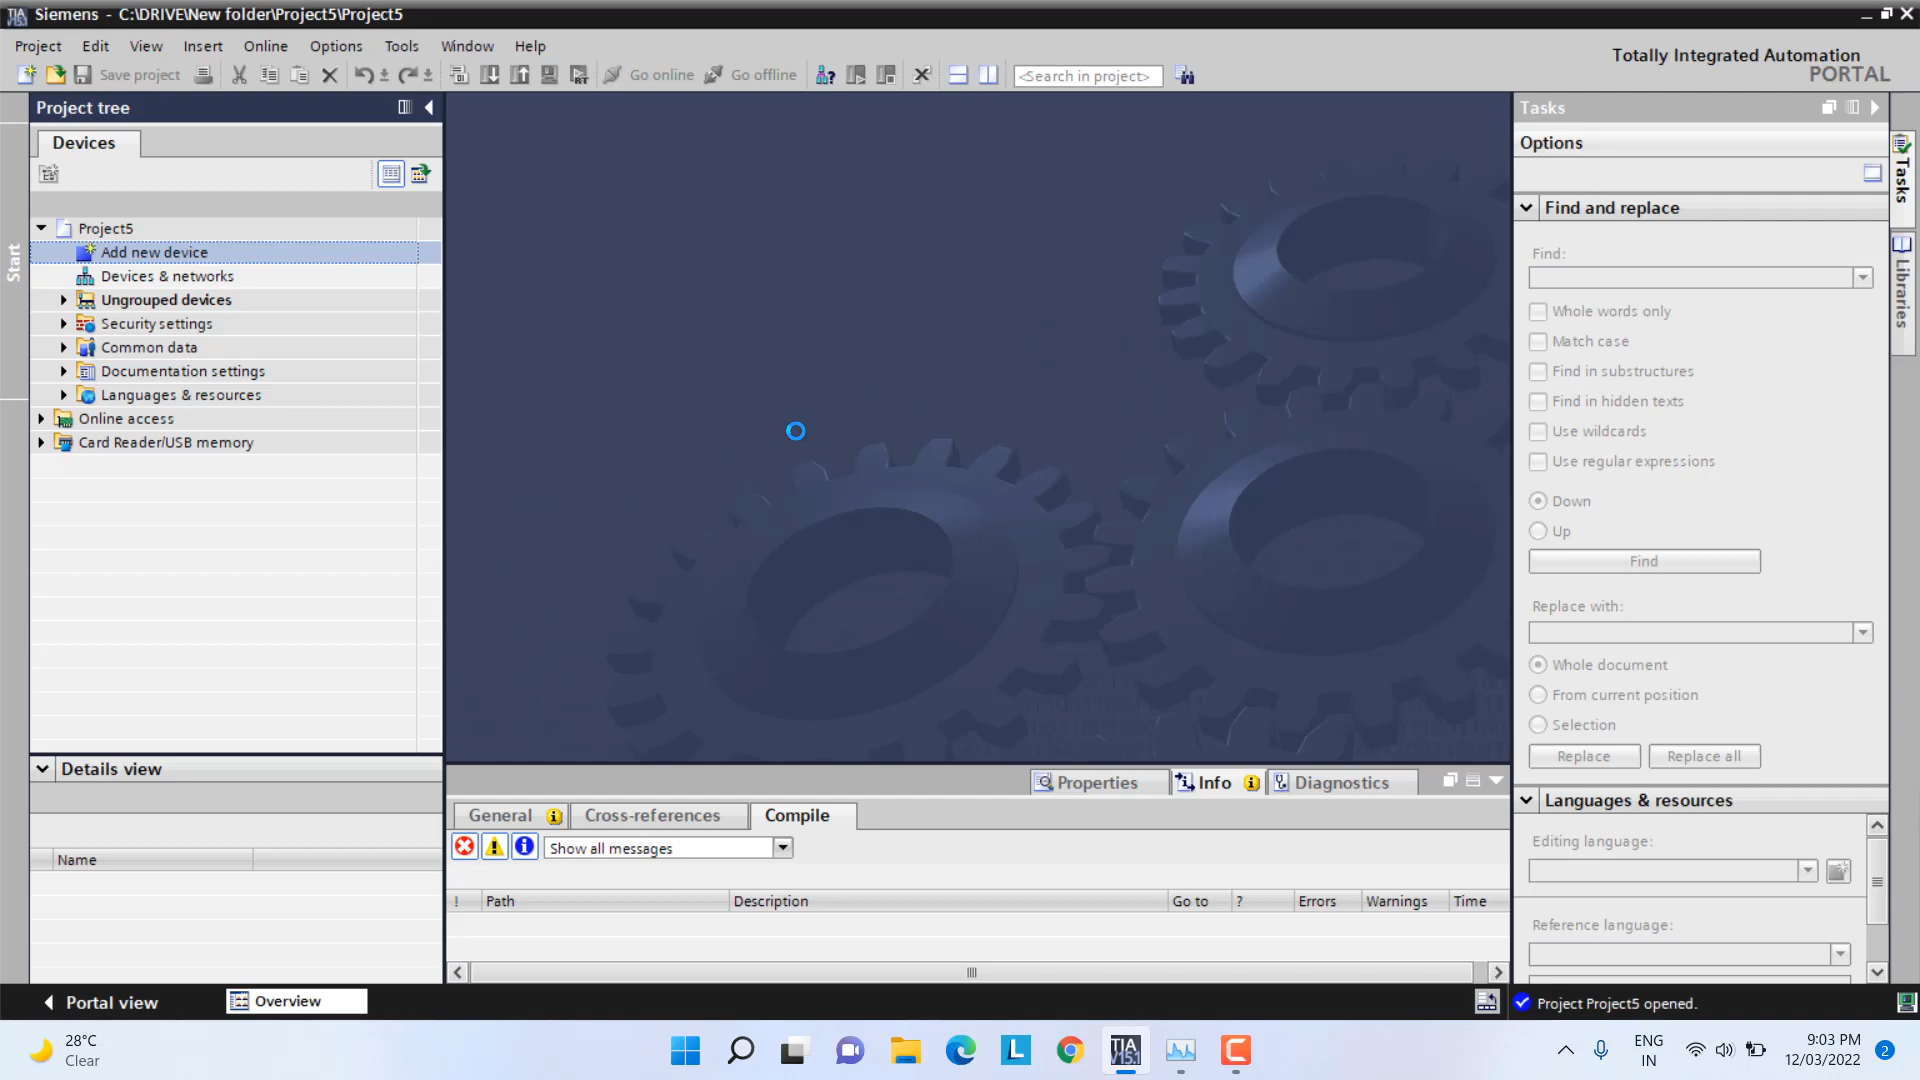 Siemens - C:\DRIVE\New folder\Project5\Project5
Project Edit View Insert Online Options Tools Window Help
Totally Integrated Automation
PORTAL
Save project
Go online
Go offline
<Search in project>
Project tree
Devices
Start
Project5
Add new device
Devices & networks
Ungrouped devices
Security settings
Common data
Documentation settings
Languages & resources
Online access
Card Reader/USB memory
Details view
Name
Properties
Info
Diagnostics
General
Cross-references
Compile
Show all messages
! Path Description Go to ? Errors Warnings Time
Tasks
Options
Find and replace
Find:
Whole words only
Match case
Find in substructures
Find in hidden texts
Use wildcards
Use regular expressions
Down
Up
Find
Replace with:
Whole document
From current position
Selection
Replace
Replace all
Languages & resources
Editing language:
Reference language:
Tasks
Libraries
Portal view
Overview
Project Project5 opened.
28°C
Clear
L
TIA
V15.1
ENG
IN
9:03 PM
12/03/2022
2